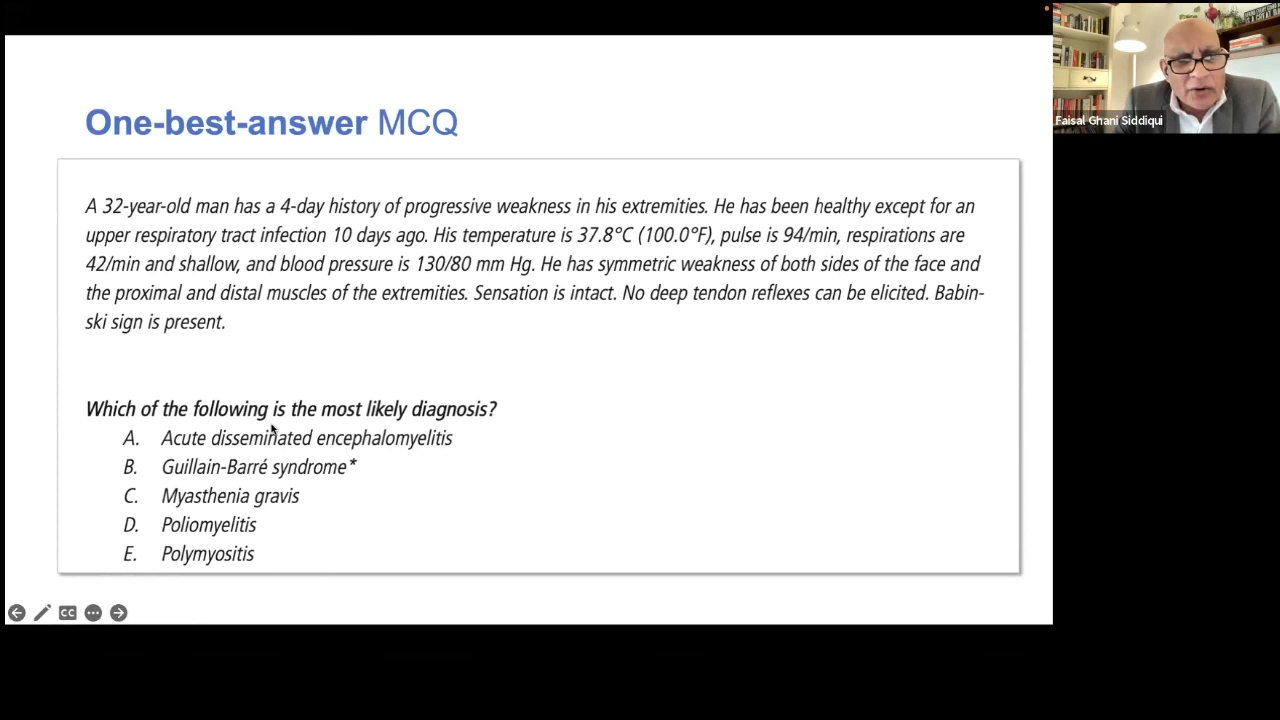 One-best-answer MCQ
Faisal Ghani Siddiqui
A 32-year-old man has a 4-day history of progressive weakness in his extremities. He has been healthy except for an
upper respiratory tract infection 10 days ago. His temperature is 37.8°C (100.0°F), pulse is 94/min, respirations are
42/min and shallow, and blood pressure is 130/80 mm Hg. He has symmetric weakness of both sides of the face and
the proximal and distal muscles of the extremities. Sensation is intact. No deep tendon reflexes can be elicited. Babin-
ski sign is present.
Which of the following is the most likely diagnosis?
A. Acute disseminated encephalomyelitis
B. Guillain-Barré syndrome*
C. Myasthenia gravis
D. Poliomyelitis
E. Polymyositis
CC